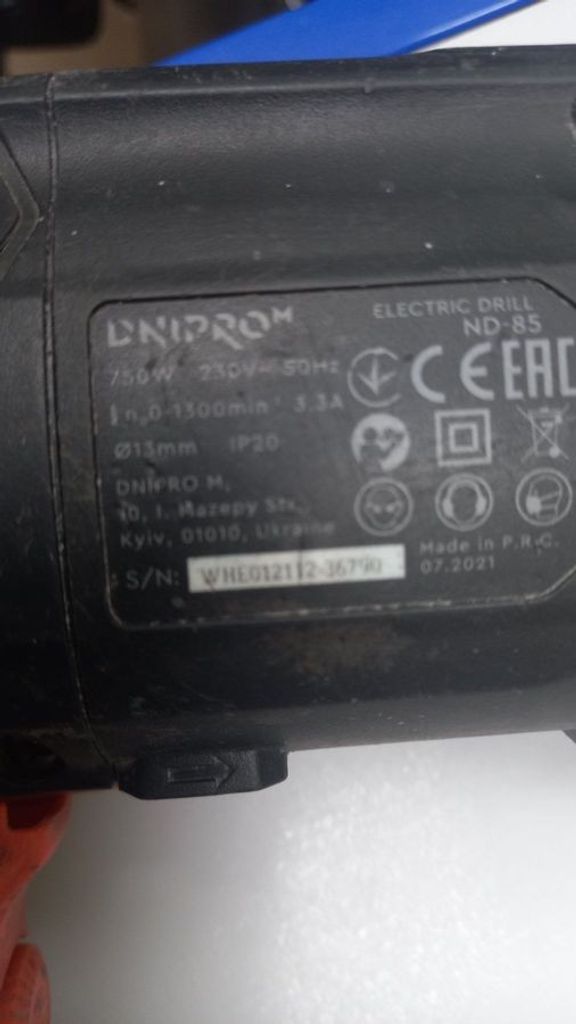 DNIPRO M
ELECTRIC DRILL
ND-85
750W 230V~ 50Hz
n₀ 0-1300min⁻¹ 3.3A
Ø13mm IP20
CE EAC
DNIPRO M,
10, I. Mazepy Str.,
Kyiv, 01010, Ukraine
S/N: WHE012112-36790
Made in P.R.C.
07.2021